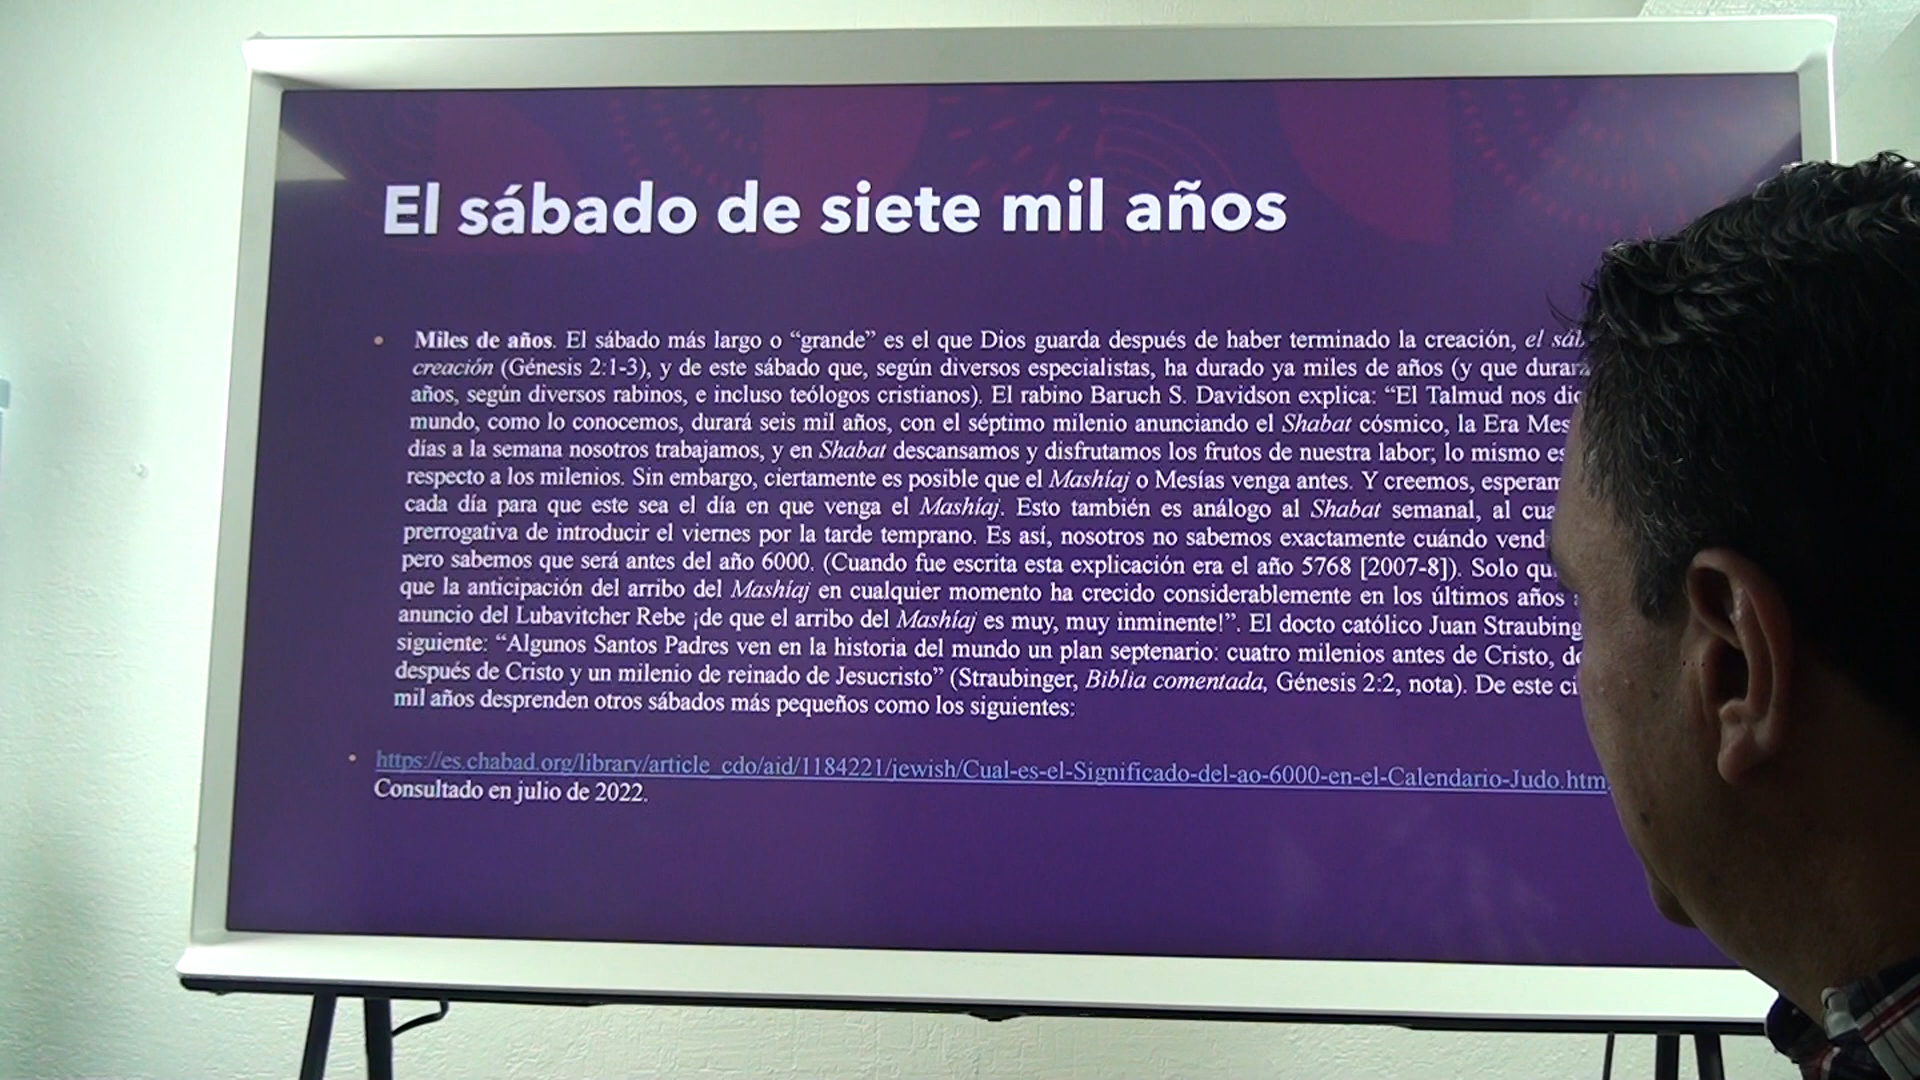 El sábado de siete mil años
Miles de años. El sábado más largo o “grande” es el que Dios guarda después de haber terminado la creación, el
creación (Génesis 2:1-3), y de este sábado que, según diversos especialistas, ha durado ya miles de años (y que
años, según diversos rabinos, e incluso teólogos cristianos). El rabino Baruch S. Davidson explica: “El Talmud nos
mundo, como lo conocemos, durará seis mil años, con el séptimo milenio anunciando el Shabat cósmico, la Era
días a la semana nosotros trabajamos, y en Shabat descansamos y disfrutamos los frutos de nuestra labor; lo mismo
respecto a los milenios. Sin embargo, ciertamente es posible que el Mashíaj o Mesías venga antes. Y creemos,
cada día para que este sea el día en que venga el Mashíaj. Esto también es análogo al Shabat semanal, al
prerrogativa de introducir el viernes por la tarde temprano. Es así, nosotros no sabemos exactamente cuándo
pero sabemos que será antes del año 6000. (Cuando fue escrita esta explicación era el año 5768 [2007-8]). Solo
que la anticipación del arribo del Mashíaj en cualquier momento ha crecido considerablemente en los últimos años
anuncio del Lubavitcher Rebe ¡de que el arribo del Mashíaj es muy, muy inminente!”. El docto católico Juan
siguiente: “Algunos Santos Padres ven en la historia del mundo un plan septenario: cuatro milenios antes de Cristo,
después de Cristo y un milenio de reinado de Jesucristo” (Straubinger, Biblia comentada, Génesis 2:2, nota). De este
mil años desprenden otros sábados más pequeños como los siguientes:
https://es.chabad.org/library/article_cdo/aid/1184221/jewish/Cual-es-el-Significado-del-ao-6000-en-el-Calendario-Judo.htm
Consultado en julio de 2022.